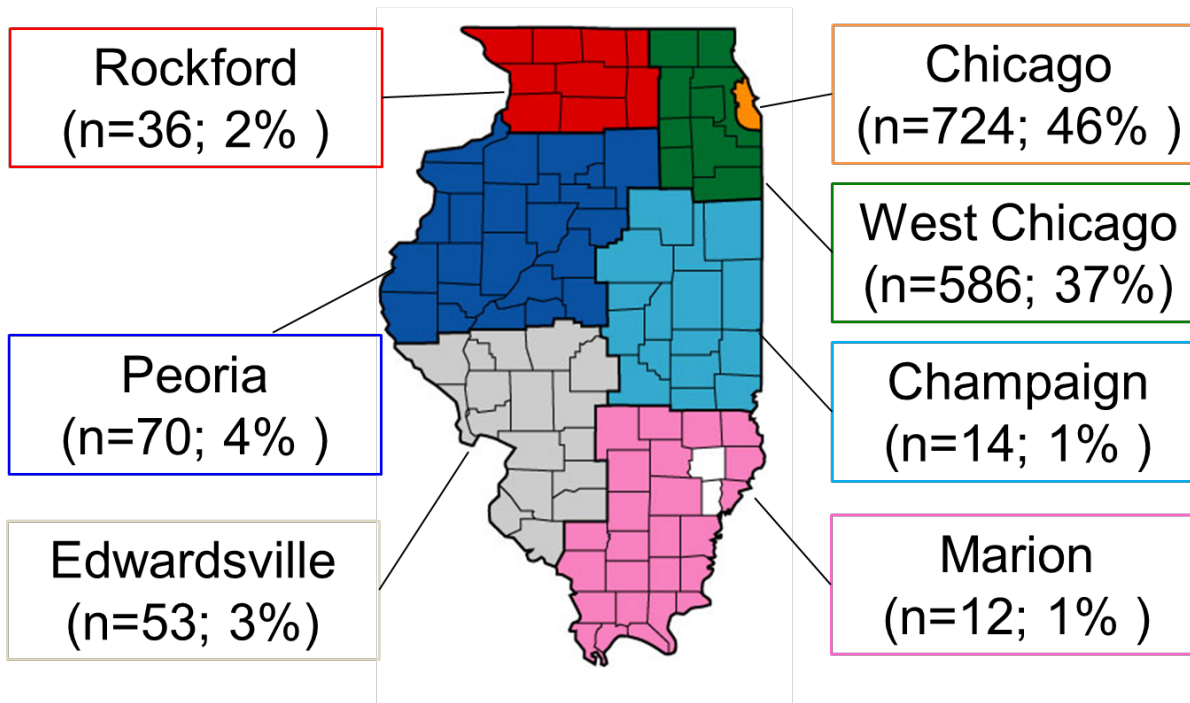 Rockford
(n=36; 2% )
Peoria
(n=70; 4% )
Edwardsville
(n=53; 3%)
Chicago
(n=724; 46% )
West Chicago
(n=586; 37%)
Champaign
(n=14; 1% )
Marion
(n=12; 1% )